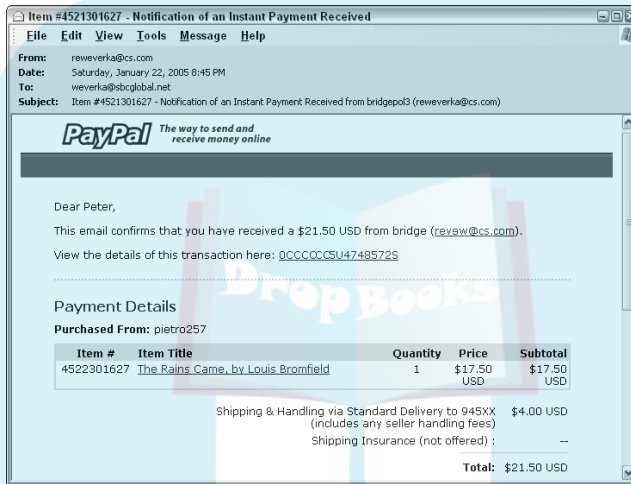 Item #4521301627 - Notification of an Instant Payment Received
File Edit View Tools Message Help
From: reweverka@cs.com
Date: Saturday, January 22, 2005 8:45 PM
To: weverka@sbcglobal.net
Subject: Item #4521301627 - Notification of an Instant Payment Received from bridgepol3 (reweverka@cs.com)
PayPal The way to send and
receive money online
Dear Peter,
This email confirms that you have received a $21.50 USD from bridge (revew@cs.com).
View the details of this transaction here: 0CCCCCC5U4748572S
Drop Books
Payment Details
Purchased From: pietro257
Item # Item Title Quantity Price Subtotal
4522301627 The Rains Came, by Louis Bromfield 1 $17.50 $17.50
USD USD
Shipping & Handling via Standard Delivery to 945XX $4.00 USD
(includes any seller handling fees)
Shipping Insurance (not offered) : --
Total: $21.50 USD